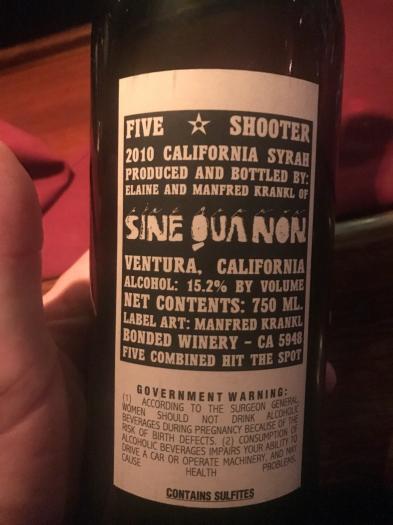 FIVE ☆ SHOOTER
2010 CALIFORNIA SYRAH
PRODUCED AND BOTTLED BY:
ELAINE AND MANFRED KRANKL OF
SINE QUA NON
VENTURA, CALIFORNIA
ALCOHOL: 15.2% BY VOLUME
NET CONTENTS: 750 ML.
LABEL ART: MANFRED KRANKL
BONDED WINERY - CA 5948
FIVE COMBINED HIT THE SPOT
GOVERNMENT WARNING:
(1) ACCORDING TO THE SURGEON GENERAL,
WOMEN SHOULD NOT DRINK ALCOHOLIC
BEVERAGES DURING PREGNANCY BECAUSE OF THE
RISK OF BIRTH DEFECTS. (2) CONSUMPTION OF
ALCOHOLIC BEVERAGES IMPAIRS YOUR ABILITY TO
DRIVE A CAR OR OPERATE MACHINERY, AND MAY
CAUSE HEALTH PROBLEMS.
CONTAINS SULFITES